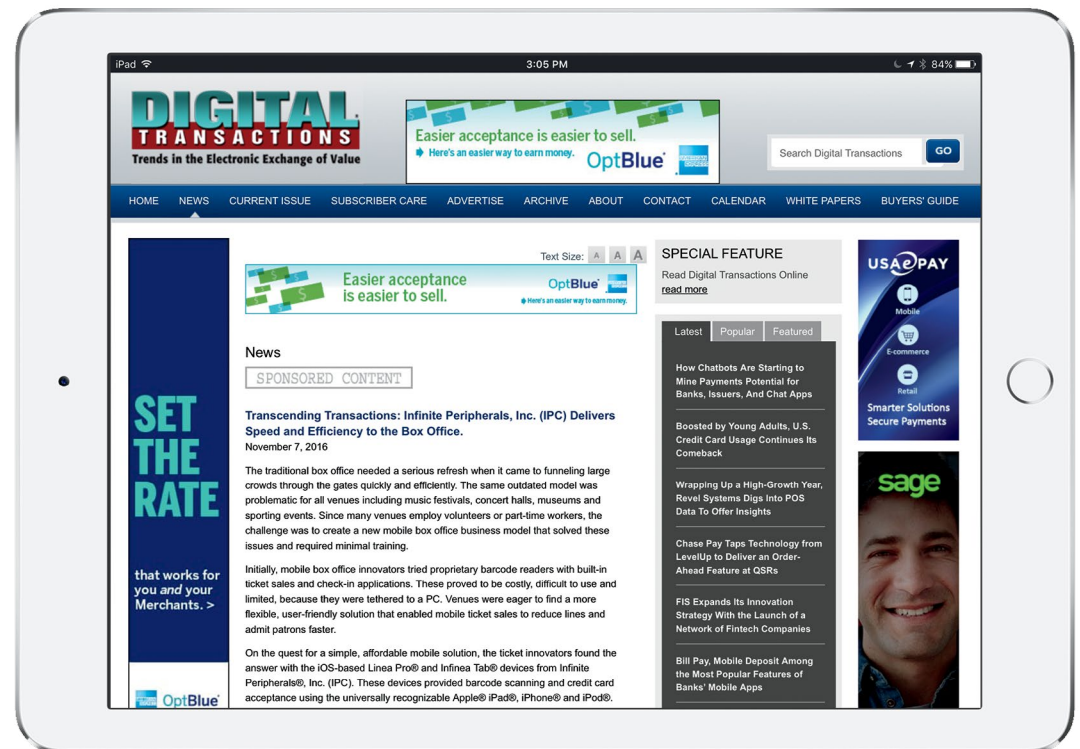 iPad
3:05 PM
84%
DIGITAL
TRANSACTIONS
Trends in the Electronic Exchange of Value
Easier acceptance is easier to sell.
Here's an easier way to earn money.
OptBlue®
AMERICAN EXPRESS
Search Digital Transactions
GO
HOME NEWS CURRENT ISSUE SUBSCRIBER CARE ADVERTISE ARCHIVE ABOUT CONTACT CALENDAR WHITE PAPERS BUYERS' GUIDE
SET
THE
RATE
that works for
you and your
Merchants. >
OptBlue®
Text Size: A A A
Easier acceptance
is easier to sell.
OptBlue®
Here's an easier way to earn money.
News
SPONSORED CONTENT
Transcending Transactions: Infinite Peripherals, Inc. (IPC) Delivers
Speed and Efficiency to the Box Office.
November 7, 2016
The traditional box office needed a serious refresh when it came to funneling large
crowds through the gates quickly and efficiently. The same outdated model was
problematic for all venues including music festivals, concert halls, museums and
sporting events. Since many venues employ volunteers or part-time workers, the
challenge was to create a new mobile box office business model that solved these
issues and required minimal training.
Initially, mobile box office innovators tried proprietary barcode readers with built-in
ticket sales and check-in applications. These proved to be costly, difficult to use and
limited, because they were tethered to a PC. Venues were eager to find a more
flexible, user-friendly solution that enabled mobile ticket sales to reduce lines and
admit patrons faster.
On the quest for a simple, affordable mobile solution, the ticket innovators found the
answer with the iOS-based Linea Pro® and Infinea Tab® devices from Infinite
Peripherals®, Inc. (IPC). These devices provided barcode scanning and credit card
acceptance using the universally recognizable Apple® iPad®, iPhone® and iPod®.
SPECIAL FEATURE
Read Digital Transactions Online
read more
Latest Popular Featured
How Chatbots Are Starting to
Mine Payments Potential for
Banks, Issuers, And Chat Apps
Boosted by Young Adults, U.S.
Credit Card Usage Continues Its
Comeback
Wrapping Up a High-Growth Year,
Revel Systems Digs Into POS
Data To Offer Insights
Chase Pay Taps Technology from
LevelUp to Deliver an Order-
Ahead Feature at QSRs
FIS Expands Its Innovation
Strategy With the Launch of a
Network of Fintech Companies
Bill Pay, Mobile Deposit Among
the Most Popular Features of
Banks' Mobile Apps
USAePAY
Mobile
E-commerce
Retail
Smarter Solutions
Secure Payments
sage